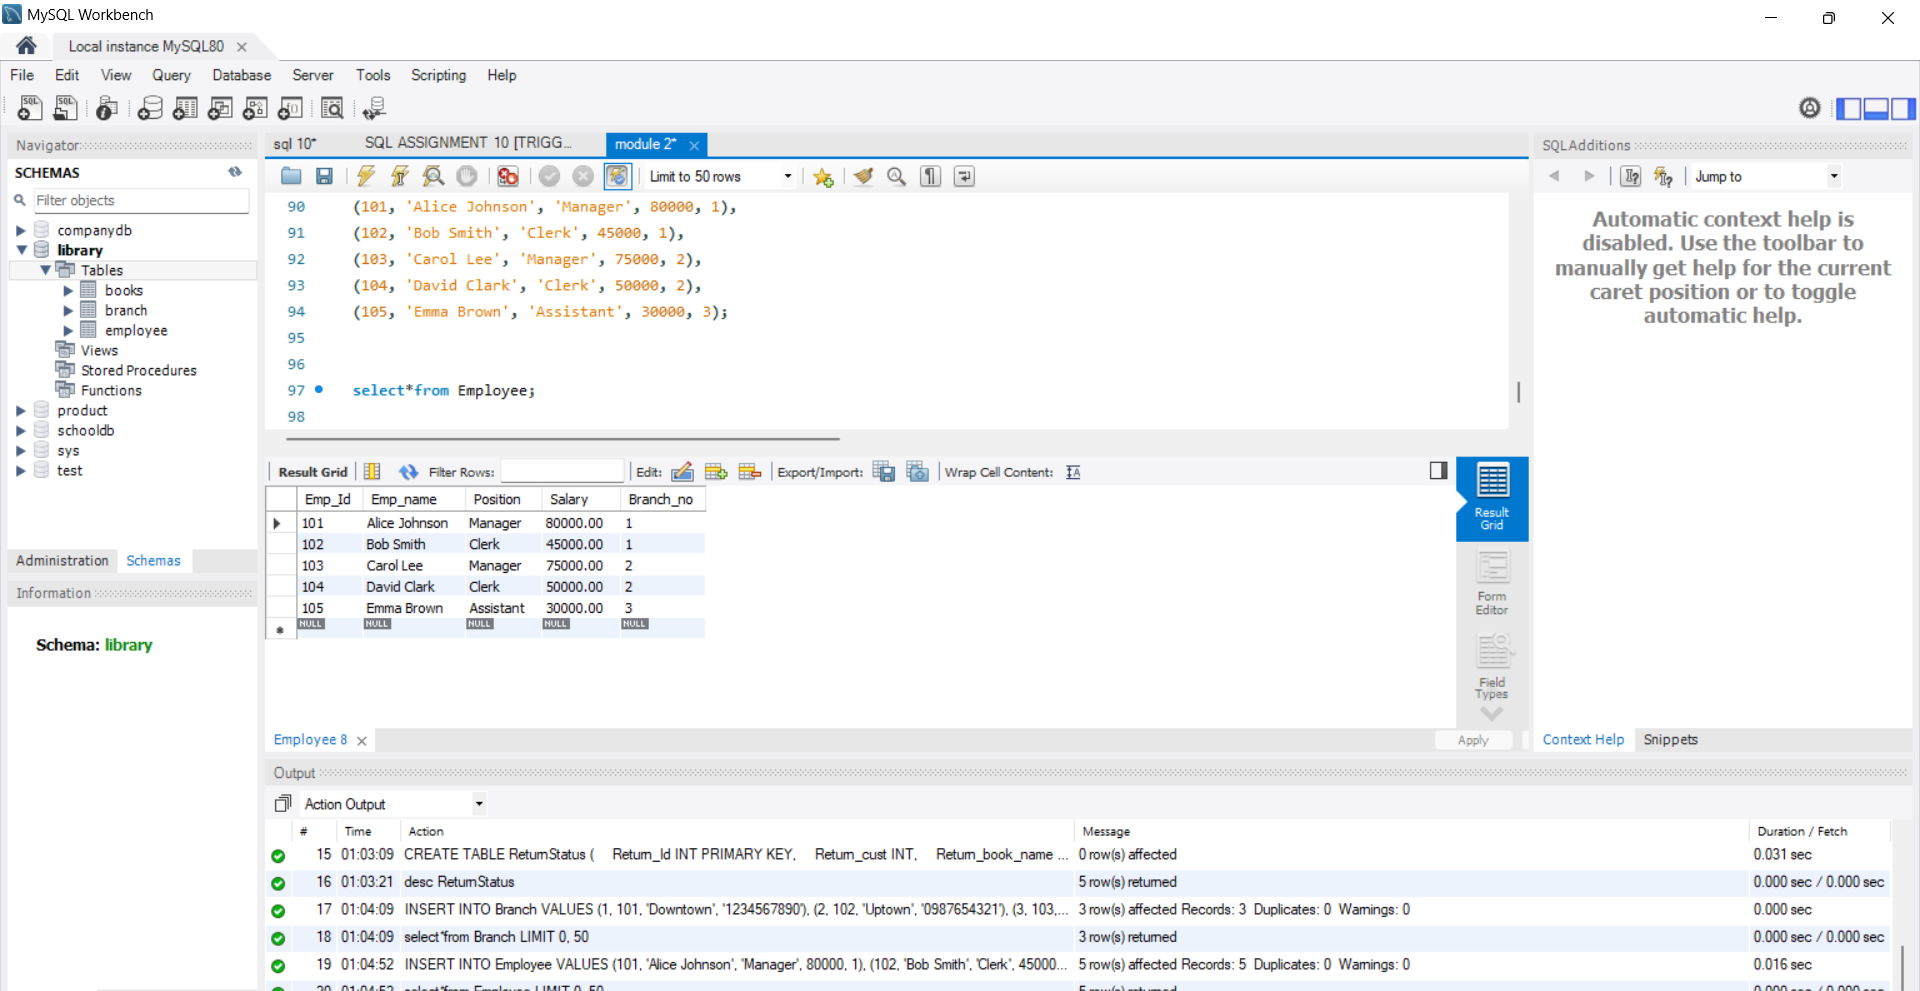 MySQL Workbench
Local instance MySQL80
File Edit View Query Database Server Tools Scripting Help
Navigator
SCHEMAS
Filter objects
companydb
library
Tables
books
branch
employee
Views
Stored Procedures
Functions
product
schooldb
sys
test
Administration Schemas
Information
Schema: library
sql 10* SQL ASSIGNMENT 10 [TRIGG... module 2*
Limit to 50 rows
90 (101, 'Alice Johnson', 'Manager', 80000, 1),
91 (102, 'Bob Smith', 'Clerk', 45000, 1),
92 (103, 'Carol Lee', 'Manager', 75000, 2),
93 (104, 'David Clark', 'Clerk', 50000, 2),
94 (105, 'Emma Brown', 'Assistant', 30000, 3);
95
96
97 select*from Employee;
98
Result Grid Filter Rows: Edit: Export/Import: Wrap Cell Content:
Emp_Id Emp_name Position Salary Branch_no
101 Alice Johnson Manager 80000.00 1
102 Bob Smith Clerk 45000.00 1
103 Carol Lee Manager 75000.00 2
104 David Clark Clerk 50000.00 2
105 Emma Brown Assistant 30000.00 3
NULL NULL NULL NULL NULL
Result
Grid
Form
Editor
Field
Types
Employee 8
Apply
SQLAdditions
Jump to
Automatic context help is
disabled. Use the toolbar to
manually get help for the current
caret position or to toggle
automatic help.
Context Help Snippets
Output
Action Output
# Time Action Message Duration / Fetch
15 01:03:09 CREATE TABLE ReturnStatus ( Return_Id INT PRIMARY KEY, Return_cust INT, Return_book_name ... 0 row(s) affected 0.031 sec
16 01:03:21 desc ReturnStatus 5 row(s) returned 0.000 sec / 0.000 sec
17 01:04:09 INSERT INTO Branch VALUES (1, 101, 'Downtown', '1234567890'), (2, 102, 'Uptown', '0987654321'), (3, 103,... 3 row(s) affected Records: 3 Duplicates: 0 Warnings: 0 0.000 sec
18 01:04:09 select*from Branch LIMIT 0, 50 3 row(s) returned 0.000 sec / 0.000 sec
19 01:04:52 INSERT INTO Employee VALUES (101, 'Alice Johnson', 'Manager', 80000, 1), (102, 'Bob Smith', 'Clerk', 45000... 5 row(s) affected Records: 5 Duplicates: 0 Warnings: 0 0.016 sec
20 01:04:52 select*from Employee LIMIT 0, 50 5 row(s) returned 0.000 sec / 0.000 sec